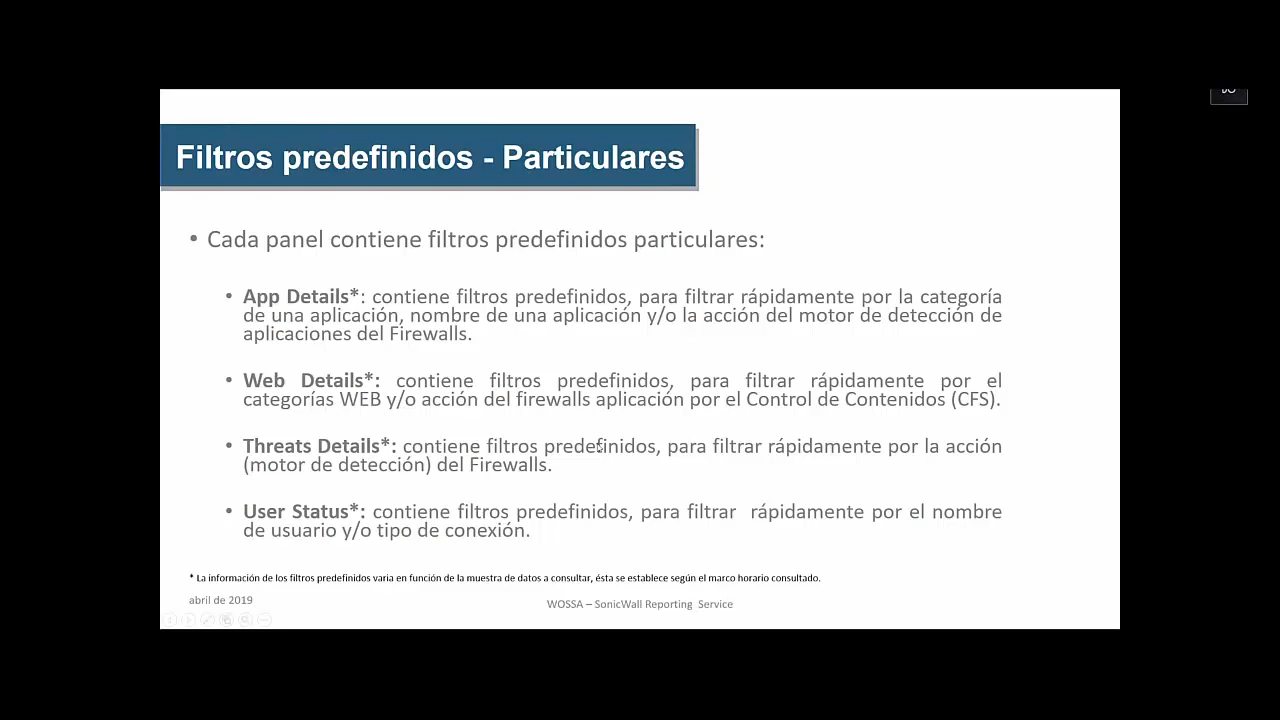 Filtros predefinidos - Particulares
• Cada panel contiene filtros predefinidos particulares:
• App Details*: contiene filtros predefinidos, para filtrar rápidamente por la categoría
de una aplicación, nombre de una aplicación y/o la acción del motor de detección de
aplicaciones del Firewalls.
• Web Details*: contiene filtros predefinidos, para filtrar rápidamente por el
categorías WEB y/o acción del firewalls aplicación por el Control de Contenidos (CFS).
• Threats Details*: contiene filtros predefinidos, para filtrar rápidamente por la acción
(motor de detección) del Firewalls.
• User Status*: contiene filtros predefinidos, para filtrar rápidamente por el nombre
de usuario y/o tipo de conexión.
* La información de los filtros predefinidos varia en función de la muestra de datos a consultar, ésta se establece según el marco horario consultado.
abril de 2019
WOSSA – SonicWall Reporting Service